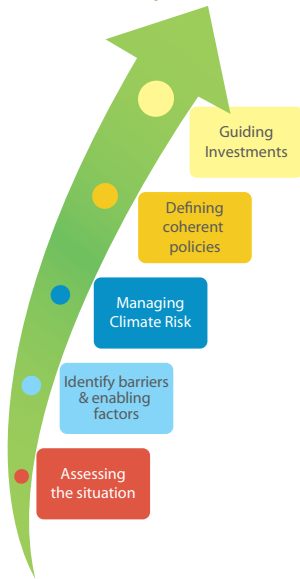 Guiding
Investments
Defining
coherent
policies
Managing
Climate Risk
Identify barriers
& enabling
factors
Assessing
the situation